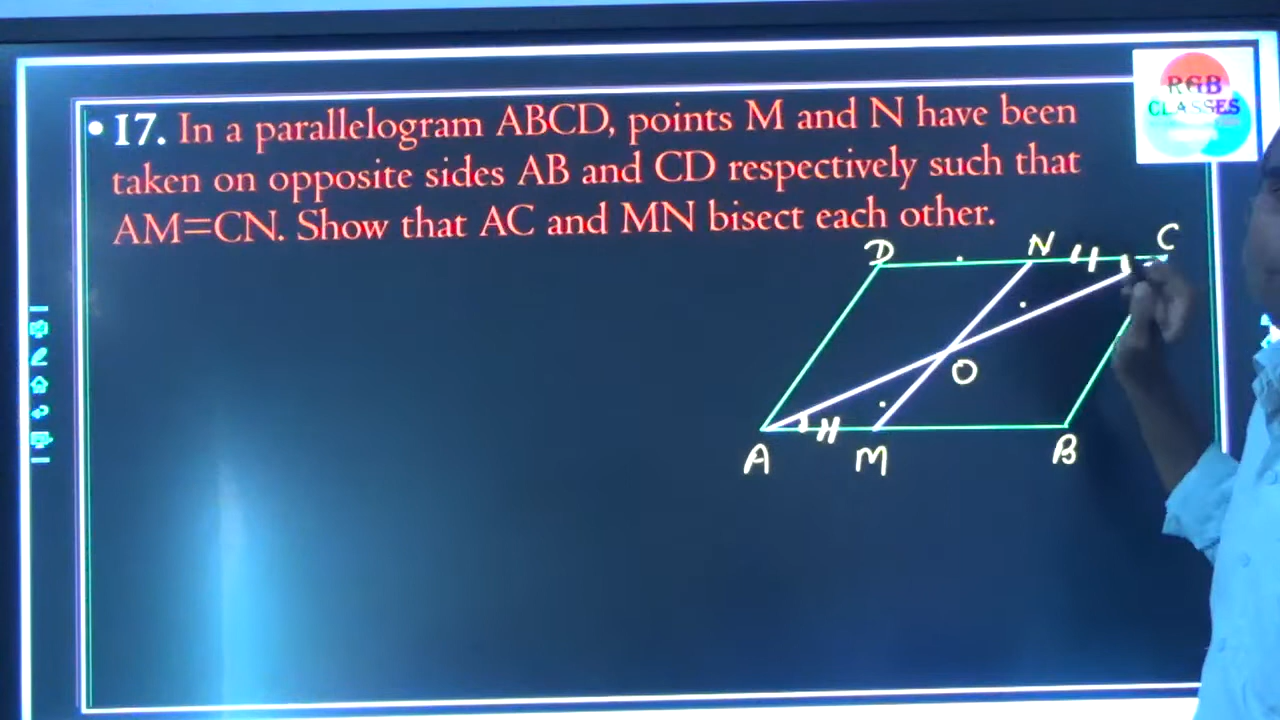 RGB
CLASSES
• 17. In a parallelogram ABCD, points M and N have been
taken on opposite sides AB and CD respectively such that
AM=CN. Show that AC and MN bisect each other.
D N C
O
A M B